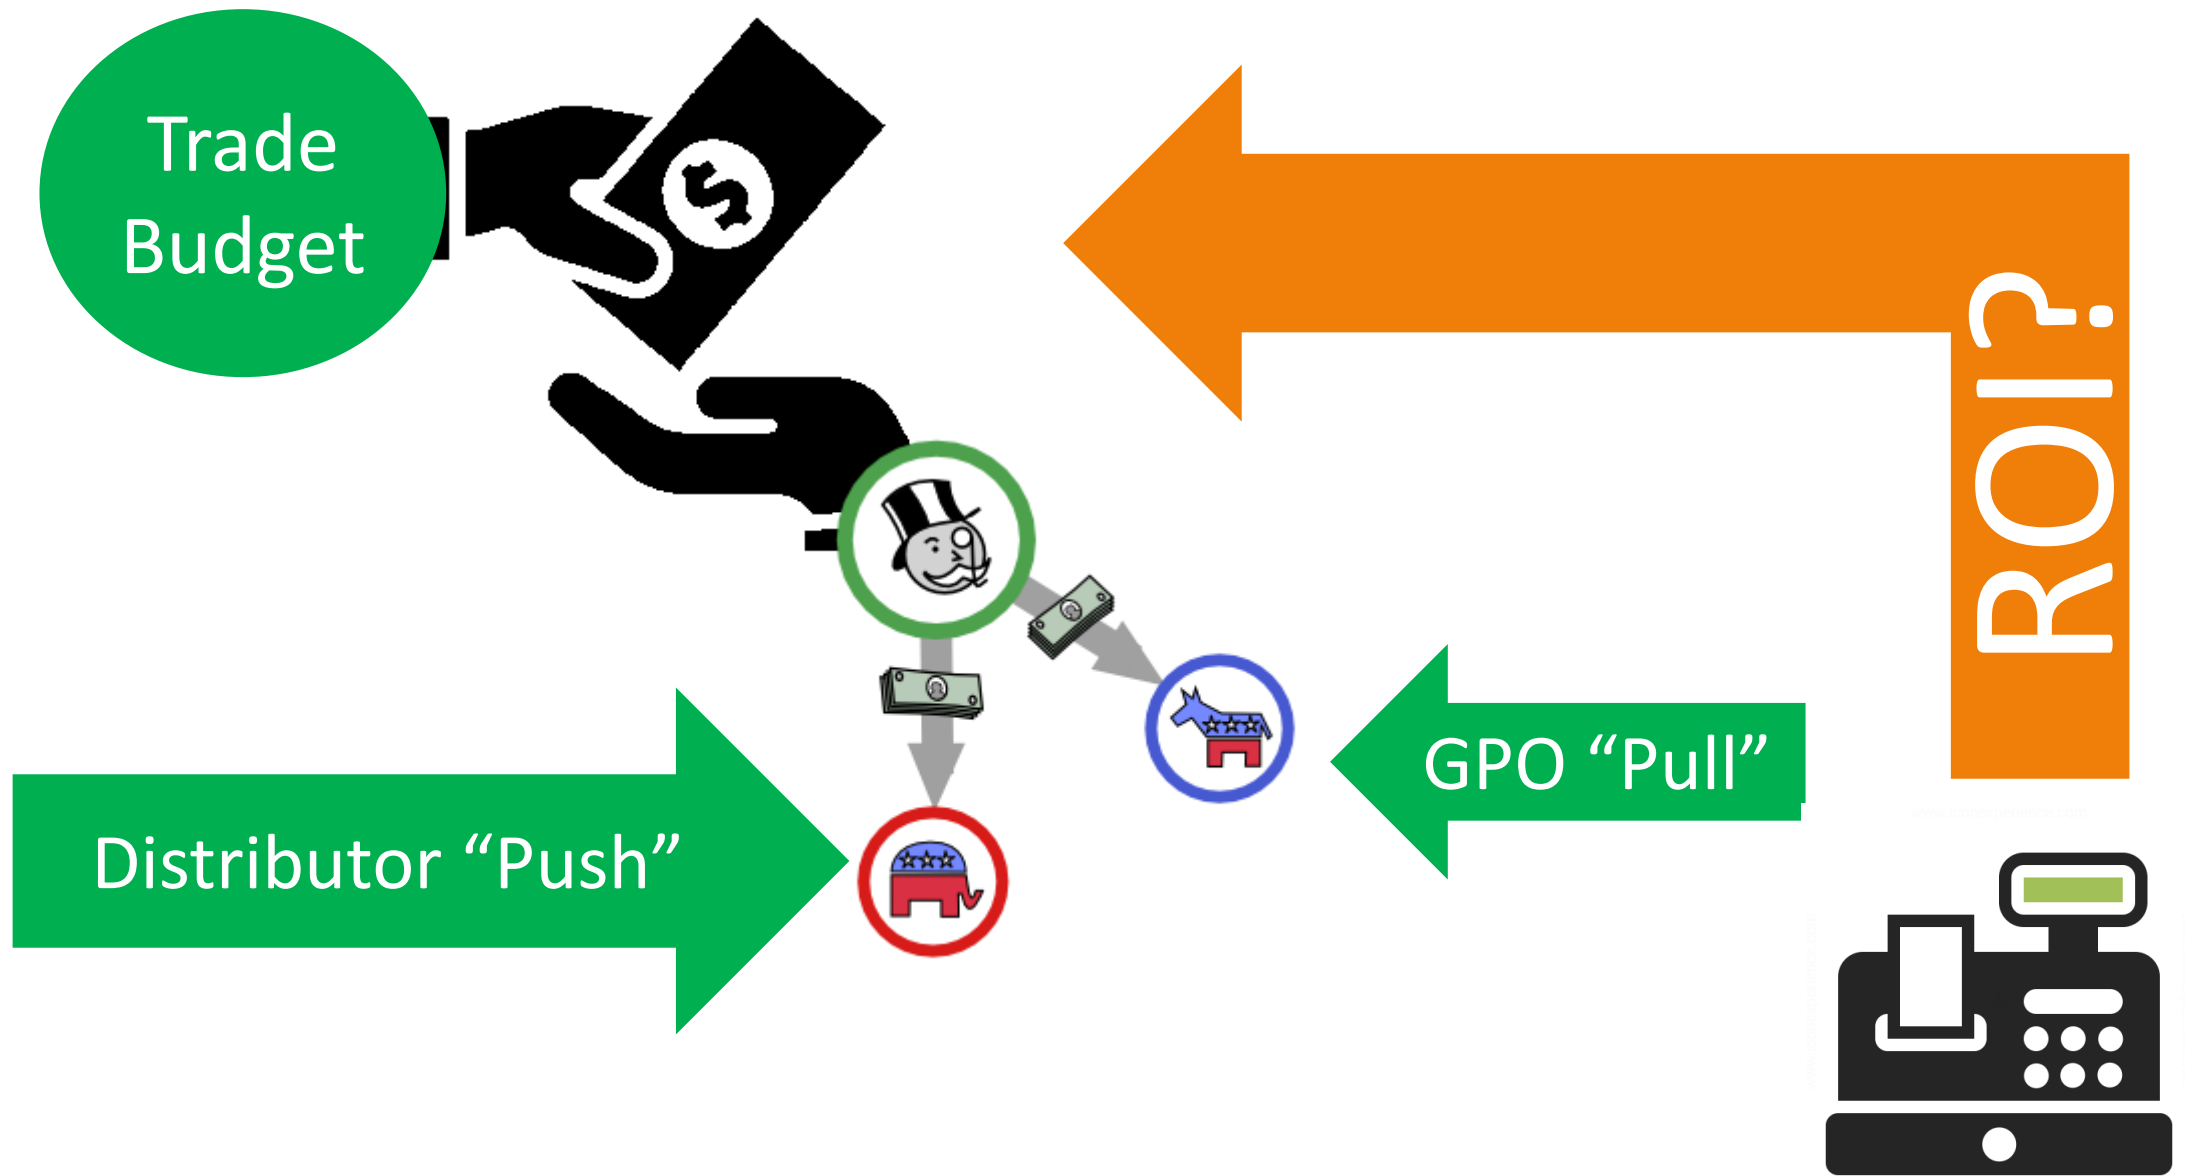 Trade
Budget
ROI?
GPO “Pull”
Distributor “Push”